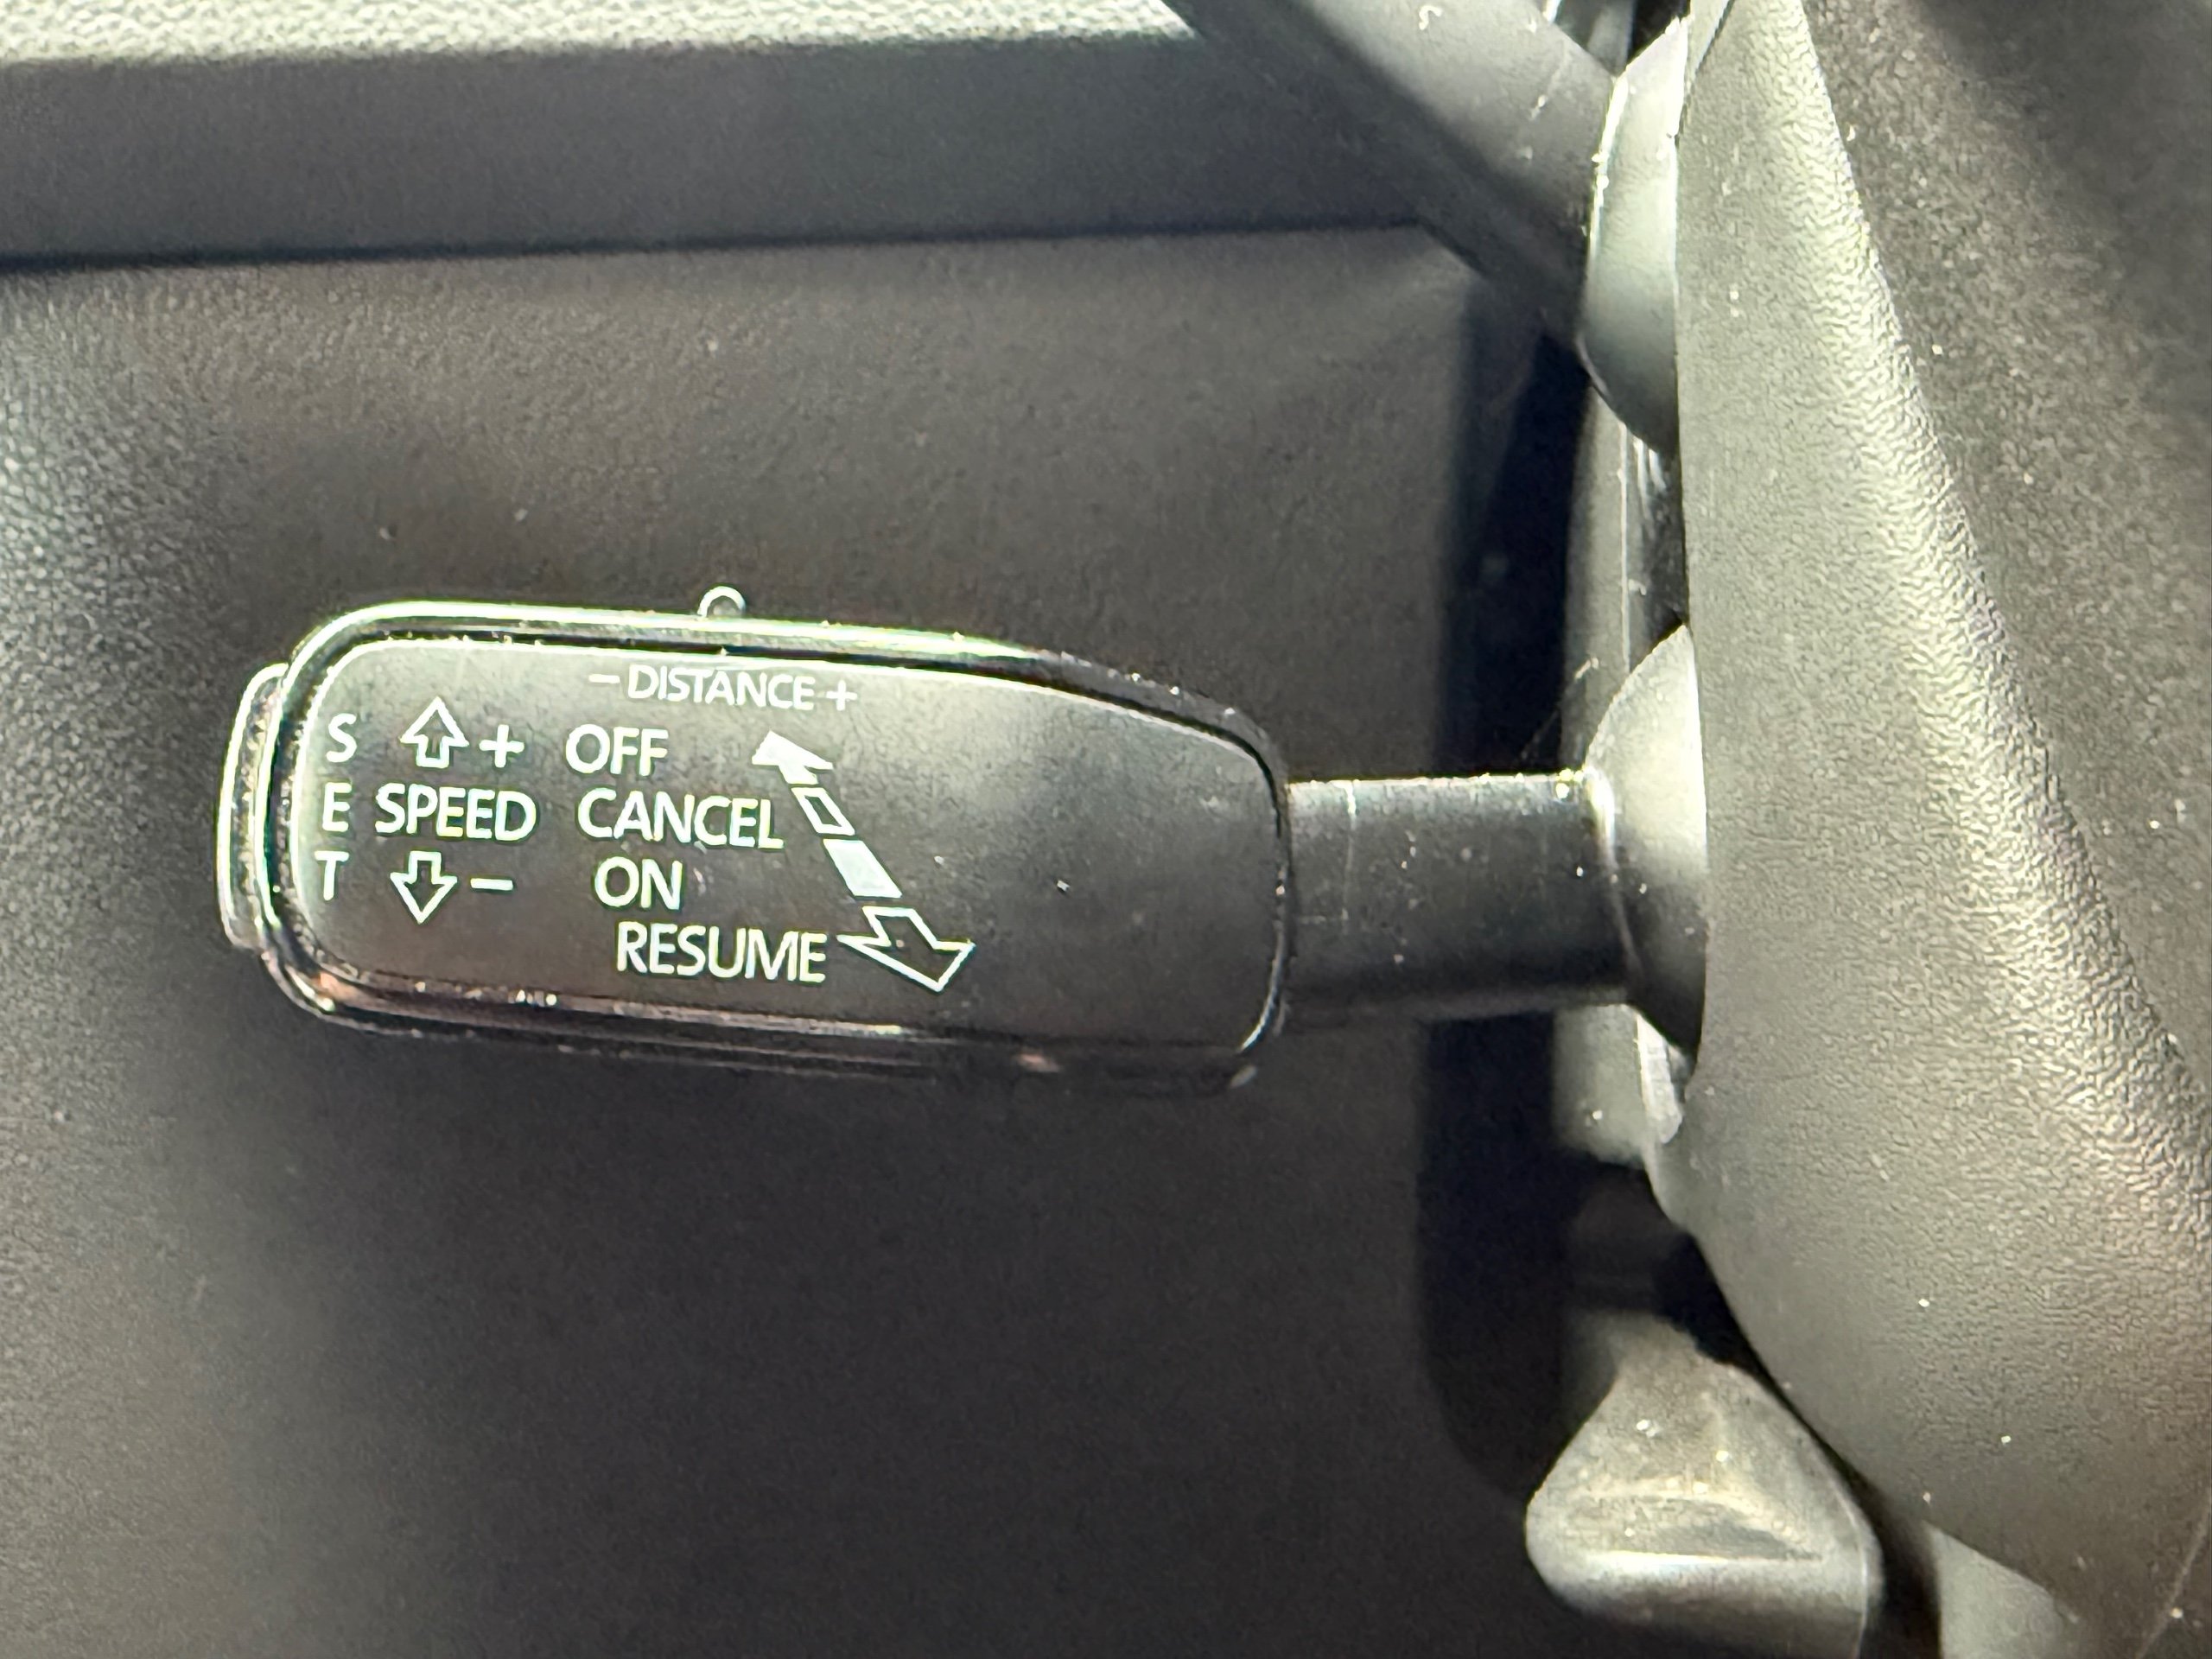 − DISTANCE +
S + OFF
E SPEED CANCEL
T − ON
RESUME